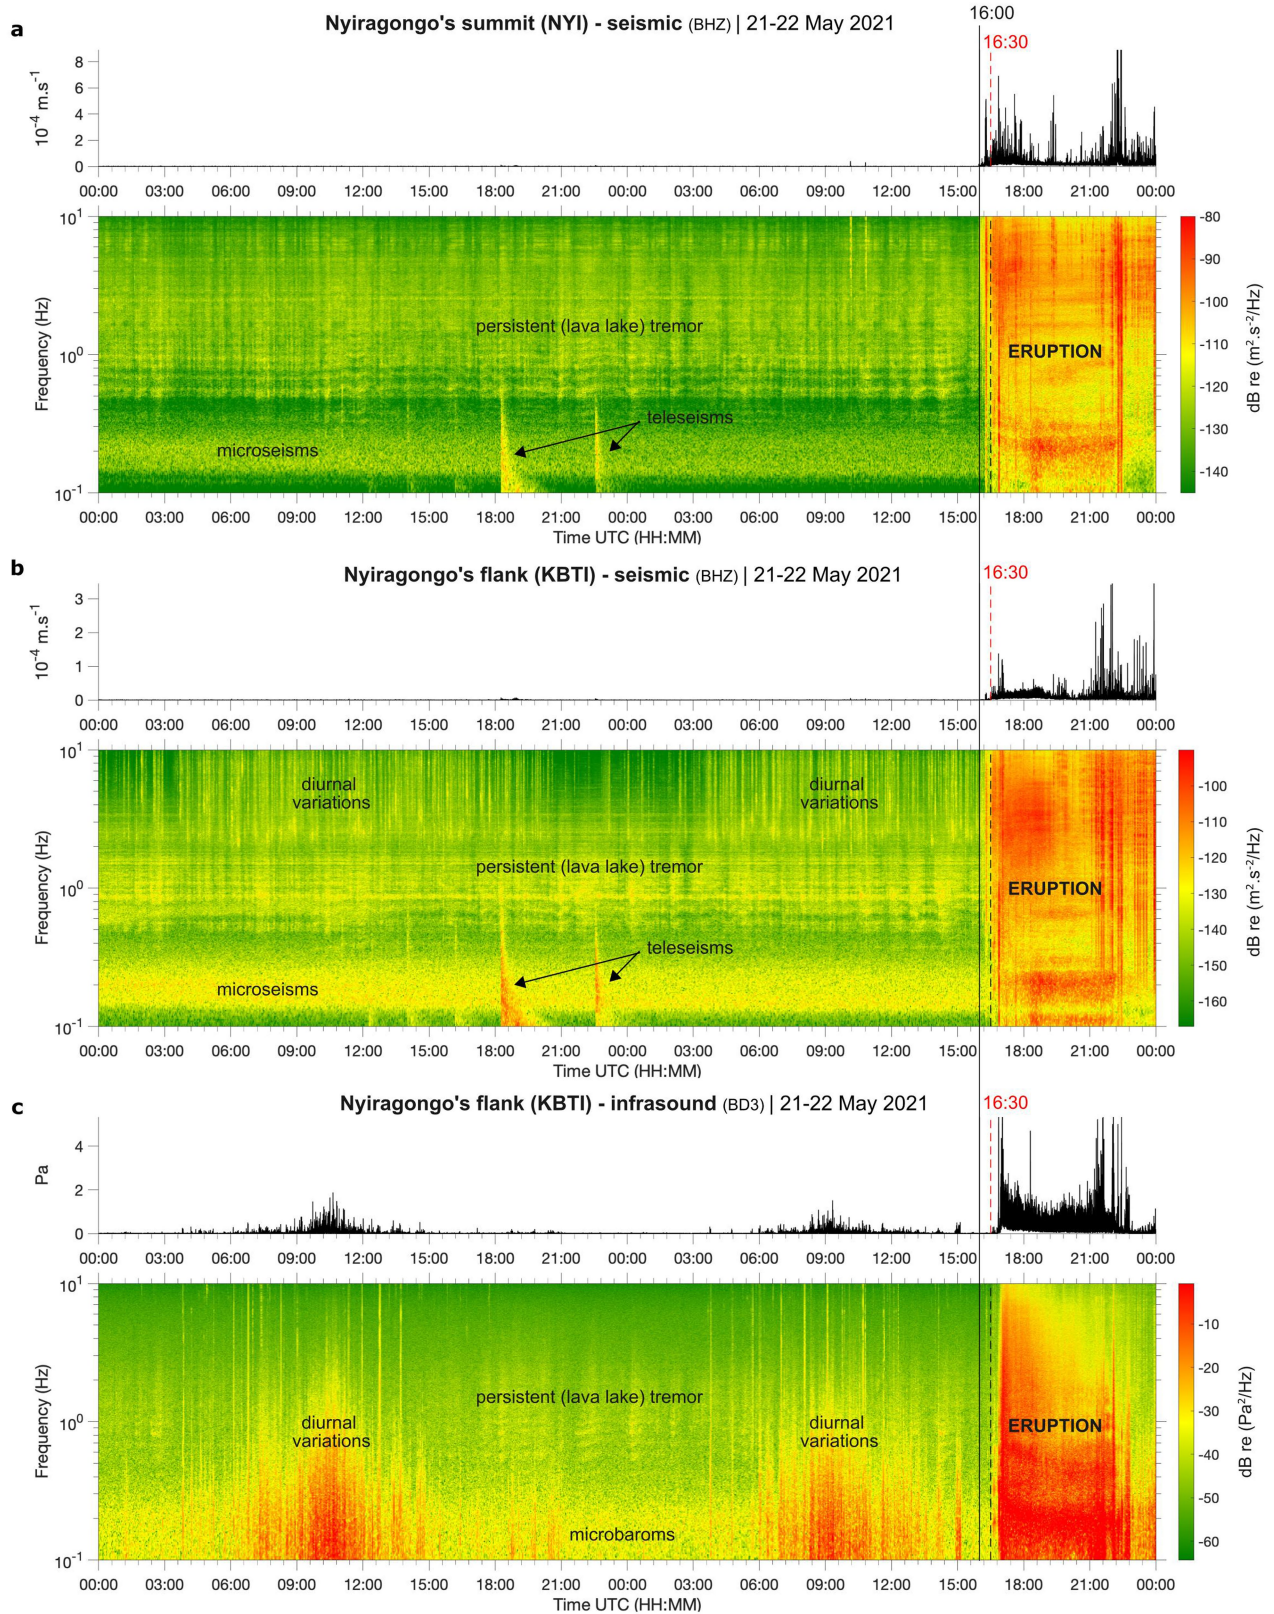 16:00
a
Nyiragongo's summit (NYI) - seismic (BHZ) | 21-22 May 2021
16:30
10⁻⁴ m.s⁻¹
8
6
4
2
0
00:00 03:00 06:00 09:00 12:00 15:00 18:00 21:00 00:00 03:00 06:00 09:00 12:00 15:00 18:00 21:00 00:00
Frequency (Hz)
10¹
10⁰
10⁻¹
persistent (lava lake) tremor
ERUPTION
teleseisms
microseisms
-80
-90
-100
-110
-120
-130
-140
dB re (m².s⁻²/Hz)
00:00 03:00 06:00 09:00 12:00 15:00 18:00 21:00 00:00 03:00 06:00 09:00 12:00 15:00 18:00 21:00 00:00
Time UTC (HH:MM)
b
Nyiragongo's flank (KBTI) - seismic (BHZ) | 21-22 May 2021
16:30
10⁻⁴ m.s⁻¹
3
2
1
0
00:00 03:00 06:00 09:00 12:00 15:00 18:00 21:00 00:00 03:00 06:00 09:00 12:00 15:00 18:00 21:00 00:00
Frequency (Hz)
10¹
10⁰
10⁻¹
diurnal
variations
diurnal
variations
persistent (lava lake) tremor
ERUPTION
teleseisms
microseisms
-100
-110
-120
-130
-140
-150
-160
dB re (m².s⁻²/Hz)
00:00 03:00 06:00 09:00 12:00 15:00 18:00 21:00 00:00 03:00 06:00 09:00 12:00 15:00 18:00 21:00 00:00
Time UTC (HH:MM)
c
Nyiragongo's flank (KBTI) - infrasound (BD3) | 21-22 May 2021
16:30
Pa
4
2
0
00:00 03:00 06:00 09:00 12:00 15:00 18:00 21:00 00:00 03:00 06:00 09:00 12:00 15:00 18:00 21:00 00:00
Frequency (Hz)
10¹
10⁰
10⁻¹
persistent (lava lake) tremor
diurnal
variations
diurnal
variations
ERUPTION
microbaroms
-10
-20
-30
-40
-50
-60
dB re (Pa²/Hz)
00:00 03:00 06:00 09:00 12:00 15:00 18:00 21:00 00:00 03:00 06:00 09:00 12:00 15:00 18:00 21:00 00:00
Time UTC (HH:MM)